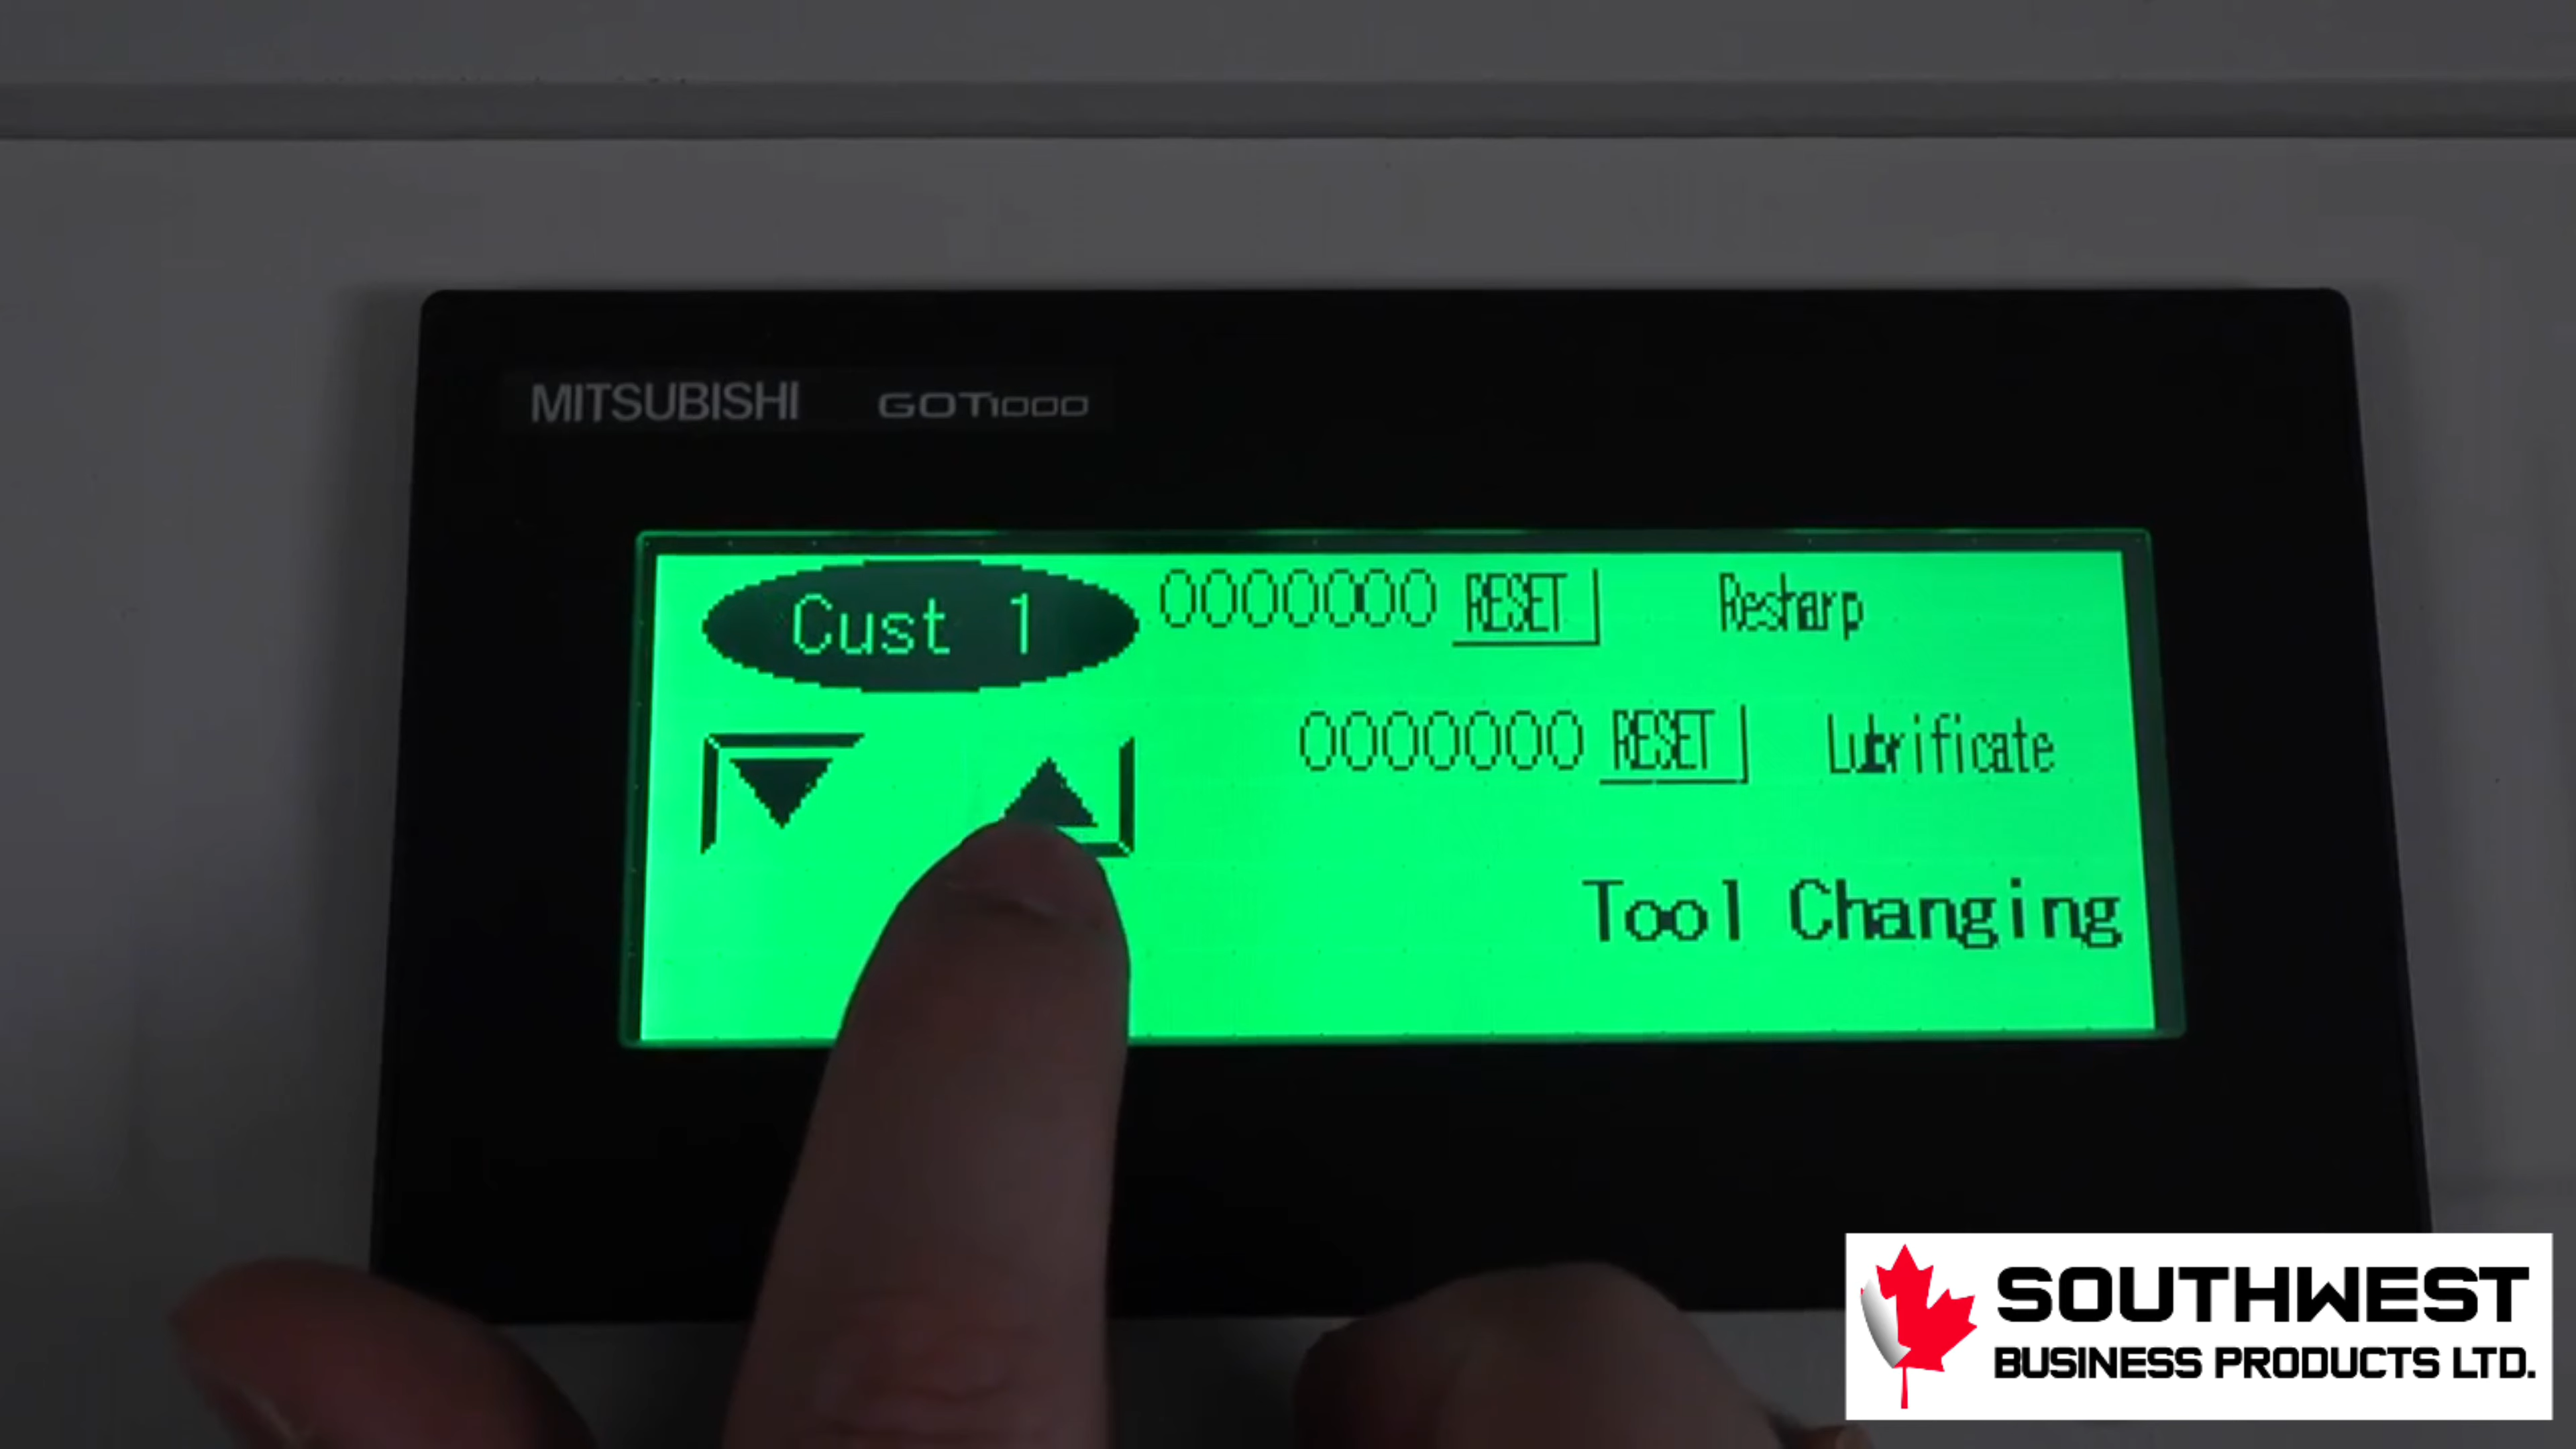 MITSUBISHI GOT1000
Cust 1 0000000 RESET Resharp
0000000 RESET Lubrificate
Tool Changing
SOUTHWEST
BUSINESS PRODUCTS LTD.